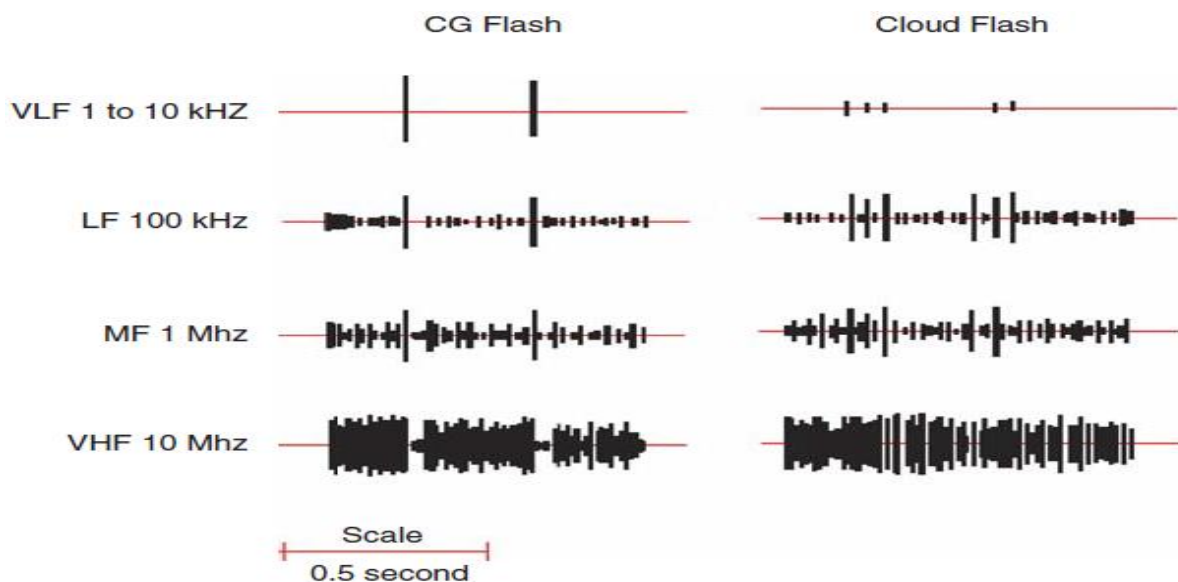 CG Flash
Cloud Flash
VLF 1 to 10 kHZ
LF 100 kHz
MF 1 Mhz
VHF 10 Mhz
Scale
0.5 second